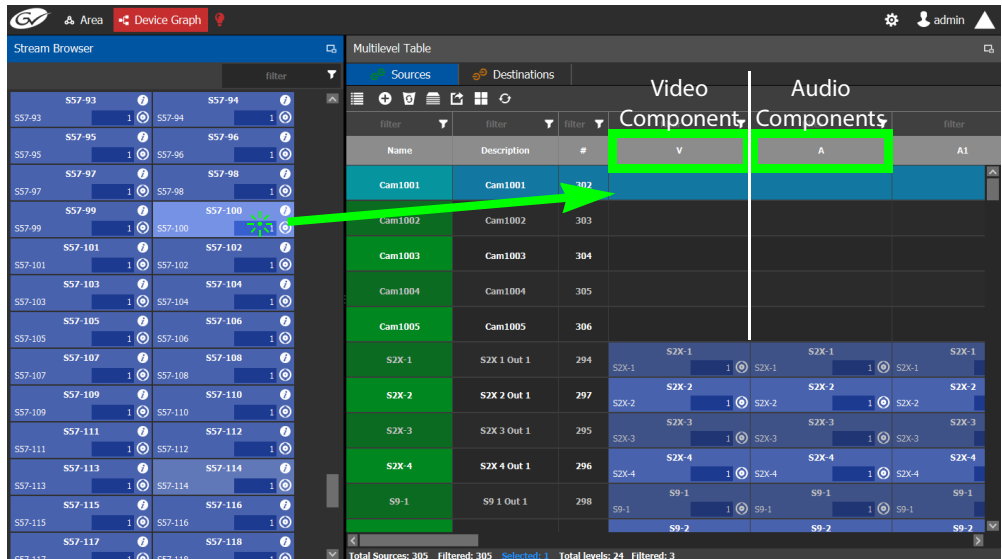 GV Area Device Graph admin
Stream Browser
filter
S57-93 S57-94
S57-93 1 S57-94 1
S57-95 S57-96
S57-95 1 S57-96 1
S57-97 S57-98
S57-97 1 S57-98 1
S57-99 S57-100
S57-99 1 S57-100 1
S57-101 S57-102
S57-101 1 S57-102 1
S57-103 S57-104
S57-103 1 S57-104 1
S57-105 S57-106
S57-105 1 S57-106 1
S57-107 S57-108
S57-107 1 S57-108 1
S57-109 S57-110
S57-109 1 S57-110 1
S57-111 S57-112
S57-111 1 S57-112 1
S57-113 S57-114
S57-113 1 S57-114 1
S57-115 S57-116
S57-115 1 S57-116 1
S57-117 S57-118
S57-117 1 S57-118 1
Multilevel Table
Sources Destinations
Video Audio
Component Components
filter filter filter filter
Name Description # V A A1
Cam1001 Cam1001 302
Cam1002 Cam1002 303
Cam1003 Cam1003 304
Cam1004 Cam1004 305
Cam1005 Cam1005 306
S2X-1 S2X-1 S2X-1
S2X-1 S2X 1 Out 1 294
S2X-1 1 S2X-1 1 S2X-1
S2X-2 S2X-2 S2X-2
S2X-2 S2X 2 Out 1 297
S2X-2 1 S2X-2 1 S2X-2
S2X-3 S2X-3 S2X-3
S2X-3 S2X 3 Out 1 295
S2X-3 1 S2X-3 1 S2X-3
S2X-4 S2X-4 S2X-4
S2X-4 S2X 4 Out 1 296
S2X-4 1 S2X-4 1 S2X-4
S9-1 S9-1 S9-1
S9-1 S9 1 Out 1 298
S9-1 1 S9-1 1 S9-1
S9-2 S9-2 S9-2
Total Sources: 305 Filtered: 305 Selected: 1 Total levels: 24 Filtered: 3